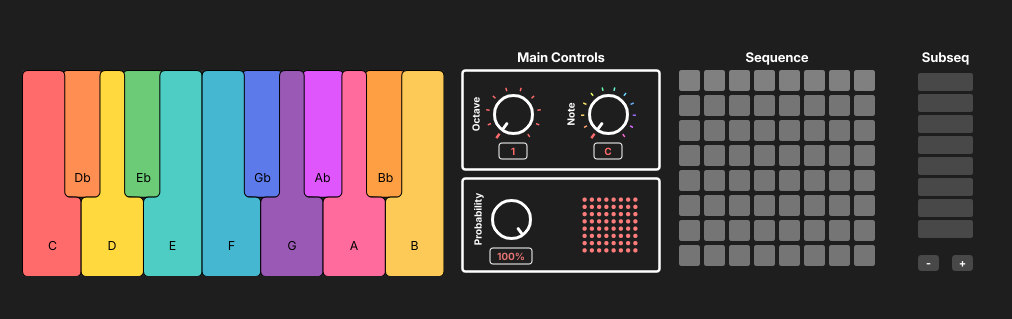 Main Controls
Sequence
Subseq
Octave
Note
1
C
Db
Eb
Gb
Ab
Bb
C
D
E
F
G
A
B
Probability
100%
-
+